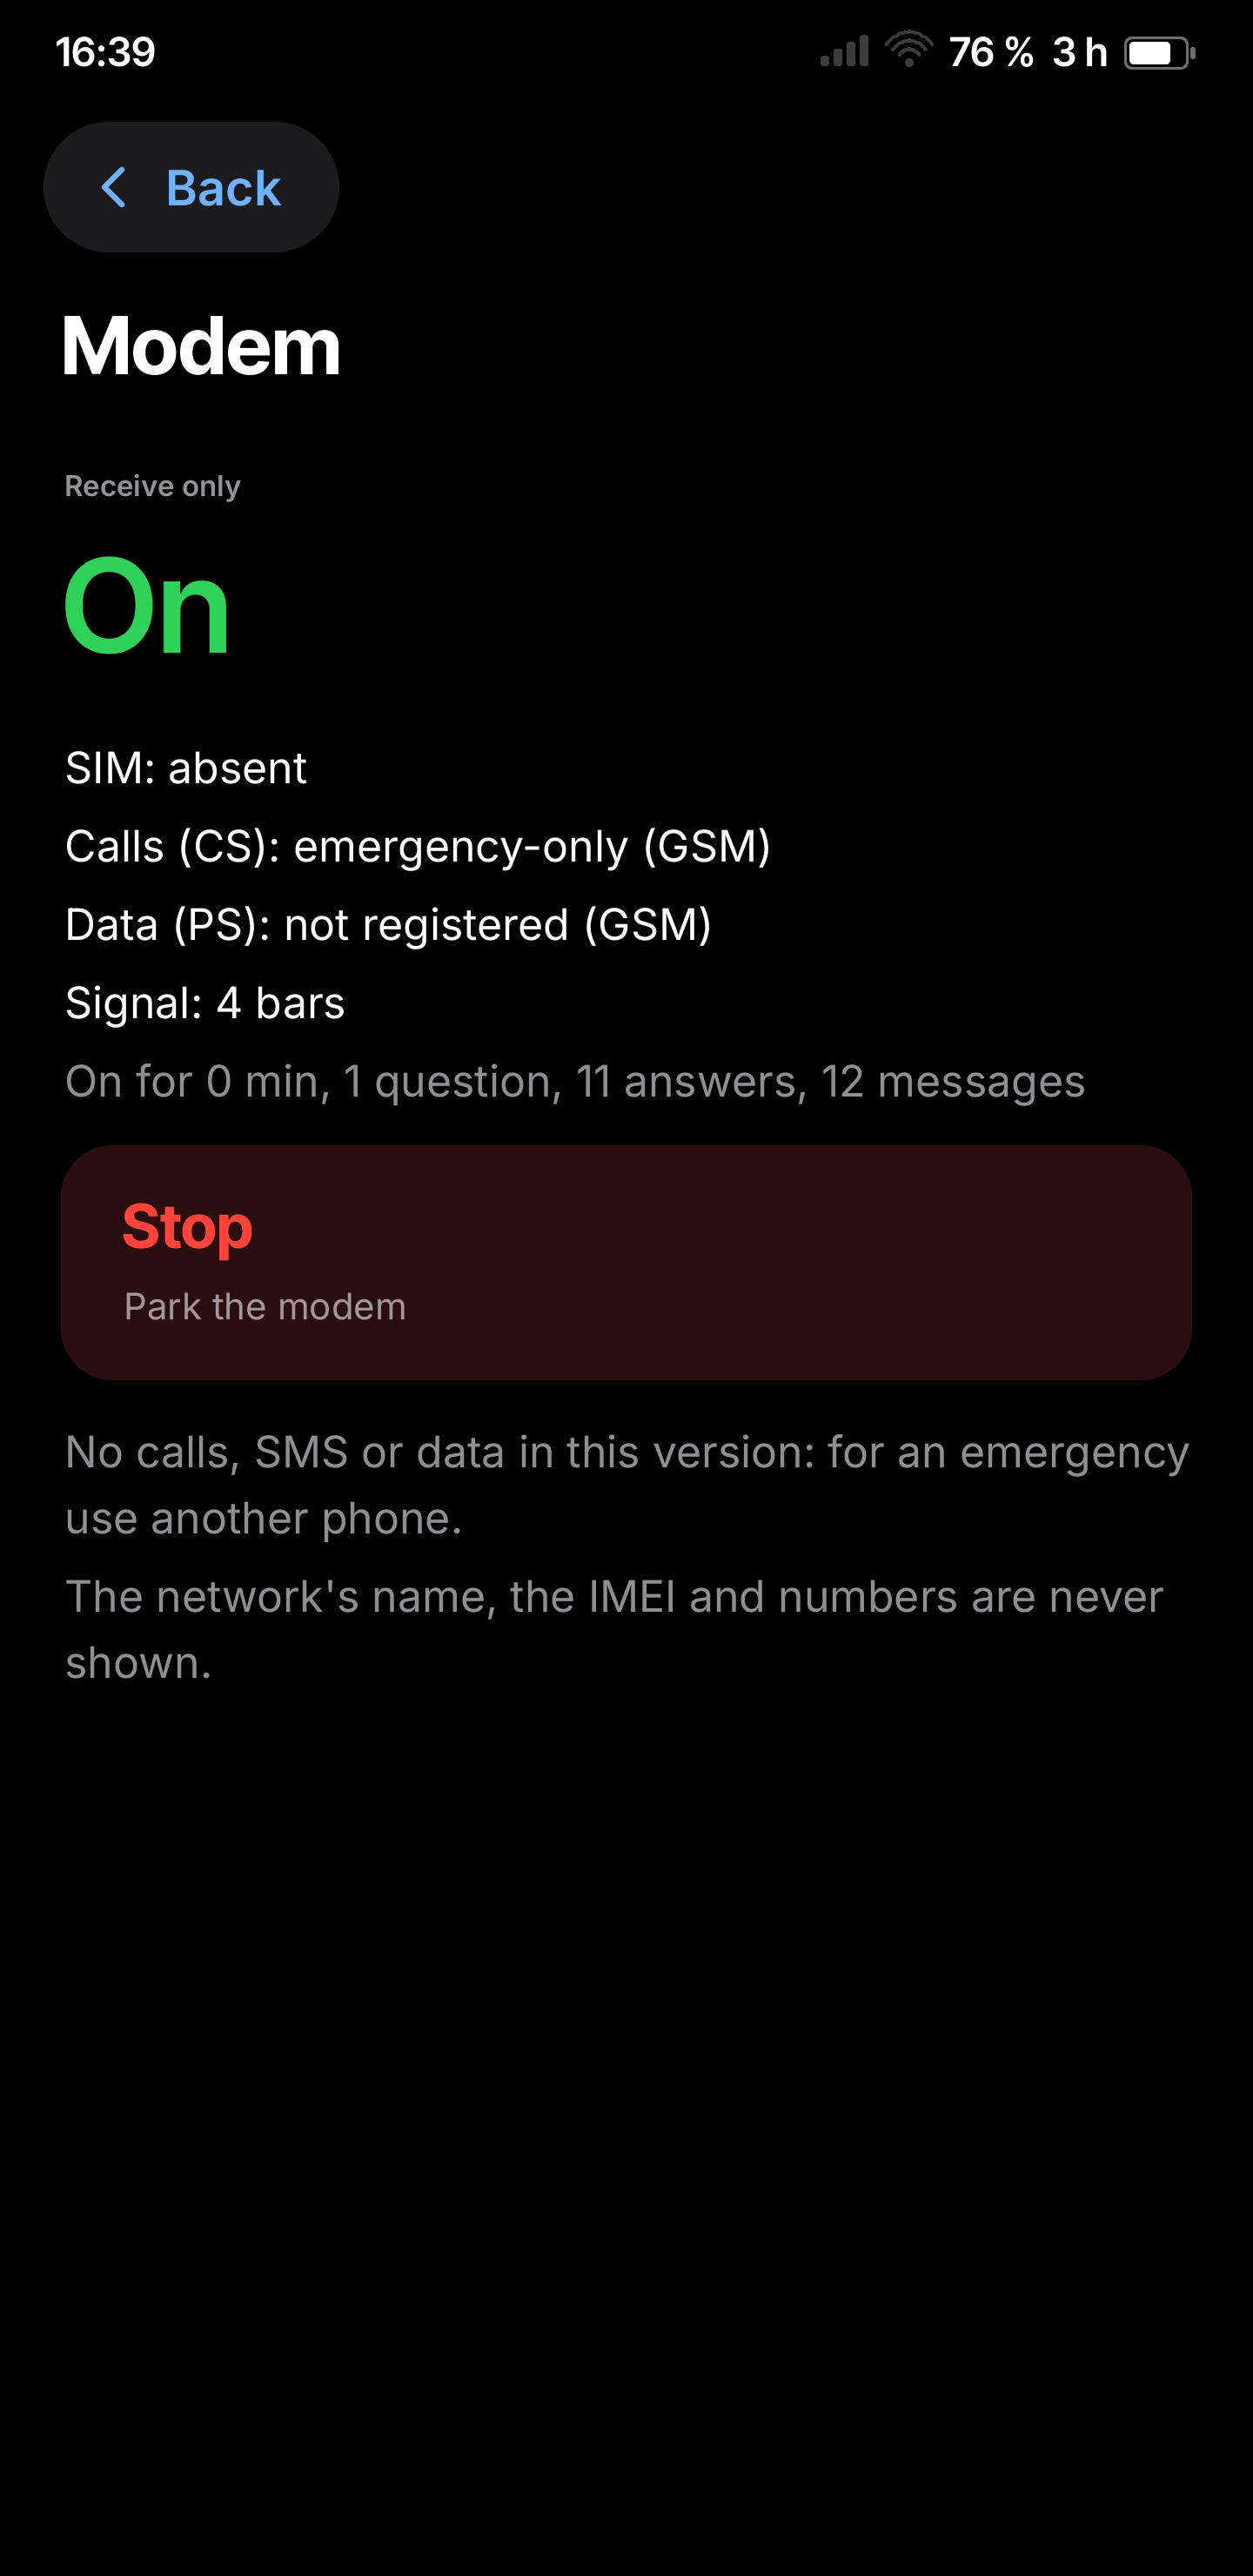 16:39
76 % 3 h
Back
Modem
Receive only
On
SIM: absent
Calls (CS): emergency-only (GSM)
Data (PS): not registered (GSM)
Signal: 4 bars
On for 0 min, 1 question, 11 answers, 12 messages
Stop
Park the modem
No calls, SMS or data in this version: for an emergency
use another phone.
The network's name, the IMEI and numbers are never
shown.